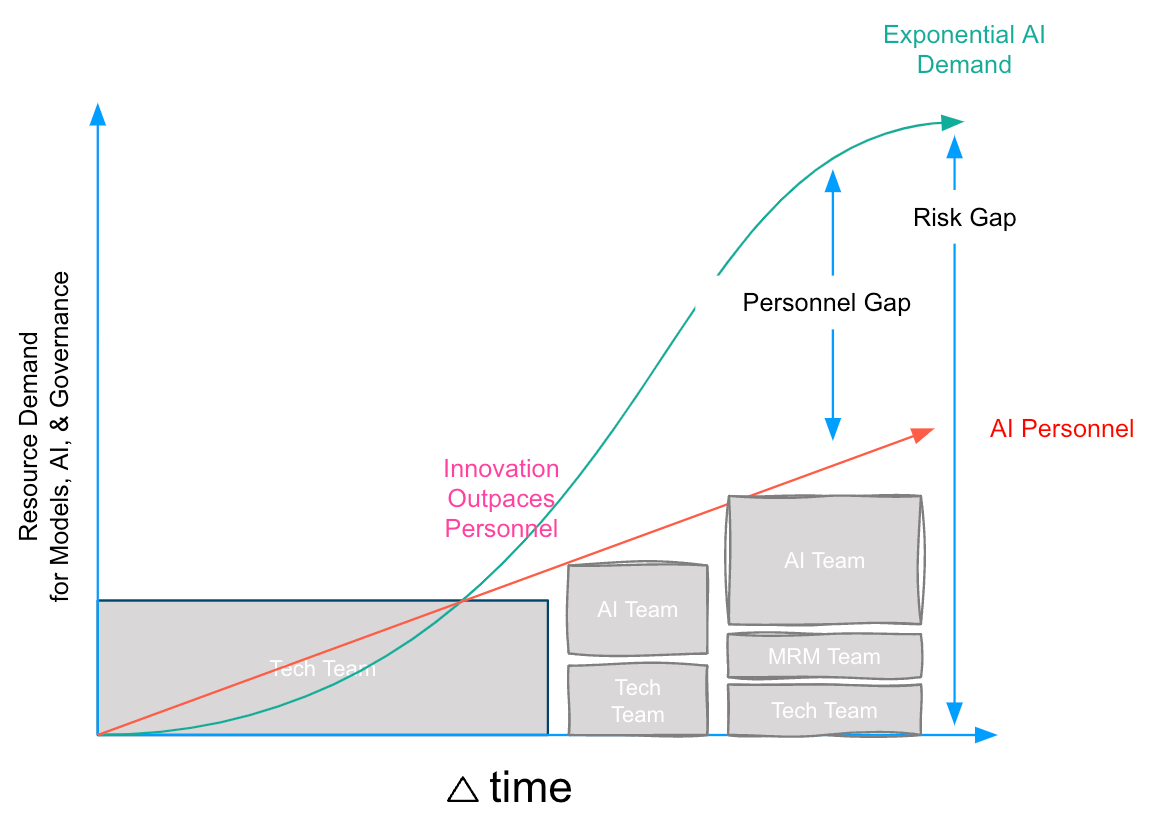 Exponential AI
Demand
Risk Gap
Personnel Gap
AI Personnel
Innovation
Outpaces
Personnel
Resource Demand
for Models, AI, & Governance
AI Team
AI Team
MRM Team
Tech Team
Tech
Team
Tech Team
△ time